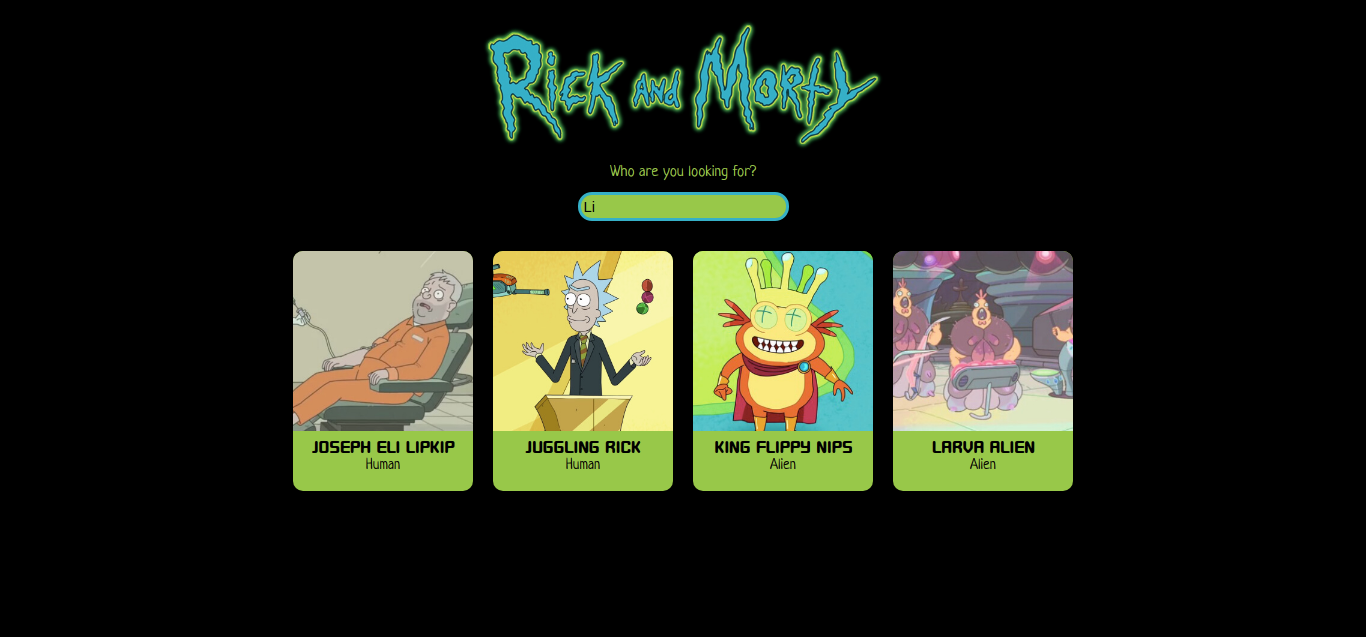 Rick and Morty
Who are you looking for?
Li
JOSEPH ELI LIPKIP
Human
JUGGLING RICK
Human
KING FLIPPY NIPS
Alien
LARVA ALIEN
Alien